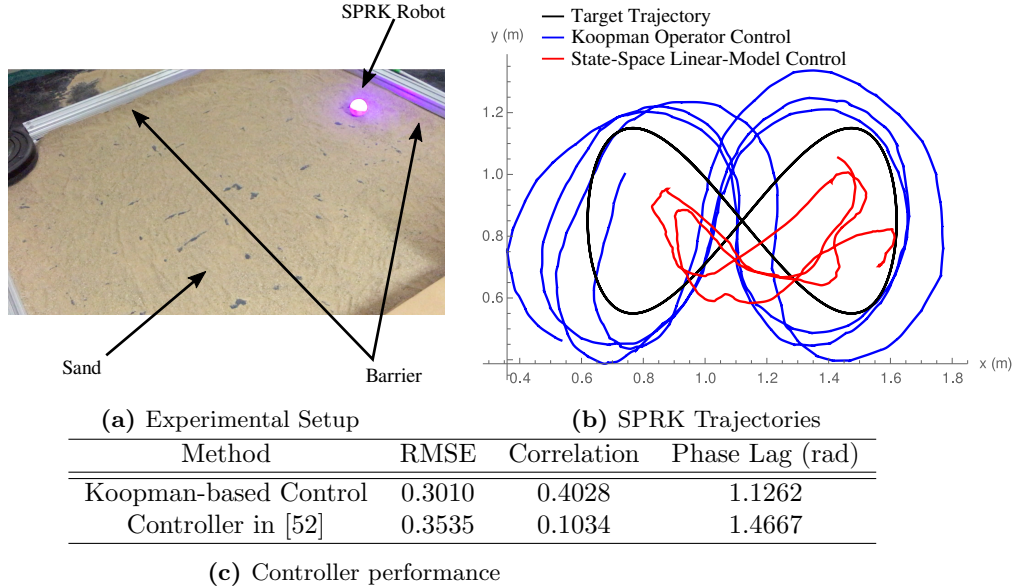 SPRK Robot
Sand
Barrier
(a) Experimental Setup
Target Trajectory
Koopman Operator Control
State-Space Linear-Model Control
y (m)
1.2
1.0
0.8
0.6
0.4 0.6 0.8 1.0 1.2 1.4 1.6 1.8
x (m)
(b) SPRK Trajectories
Method RMSE Correlation Phase Lag (rad)
Koopman-based Control 0.3010 0.4028 1.1262
Controller in [52] 0.3535 0.1034 1.4667
(c) Controller performance